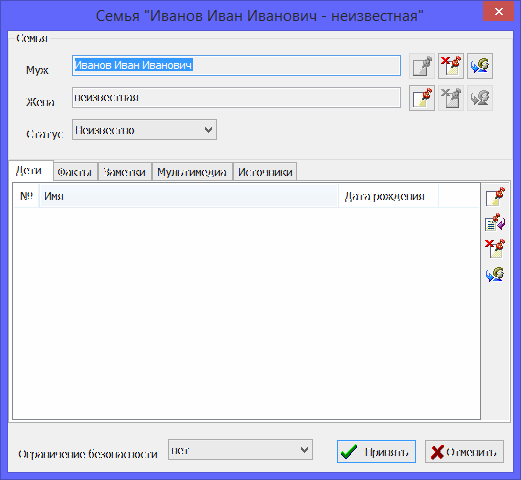 Семья "Иванов Иван Иванович - неизвестная"
Семья
Муж Иванов Иван Иванович
Жена неизвестная
Статус Неизвестно
Дети Факты Заметки Мультимедиа Источники
№ Имя Дата рождения
Ограничение безопасности нет Принять Отменить